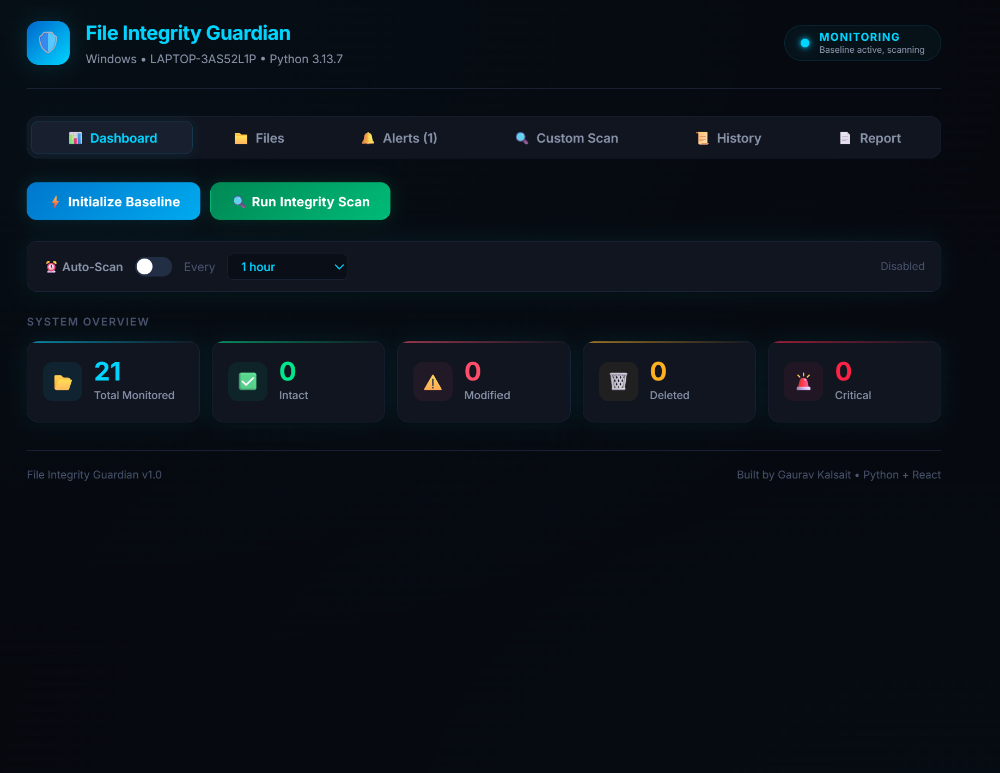 File Integrity Guardian
Windows • LAPTOP-3AS52L1P • Python 3.13.7
MONITORING
Baseline active, scanning
Dashboard
Files
Alerts (1)
Custom Scan
History
Report
Initialize Baseline
Run Integrity Scan
Auto-Scan
Every
1 hour
Disabled
SYSTEM OVERVIEW
21
Total Monitored
0
Intact
0
Modified
0
Deleted
0
Critical
File Integrity Guardian v1.0
Built by Gaurav Kalsait • Python + React